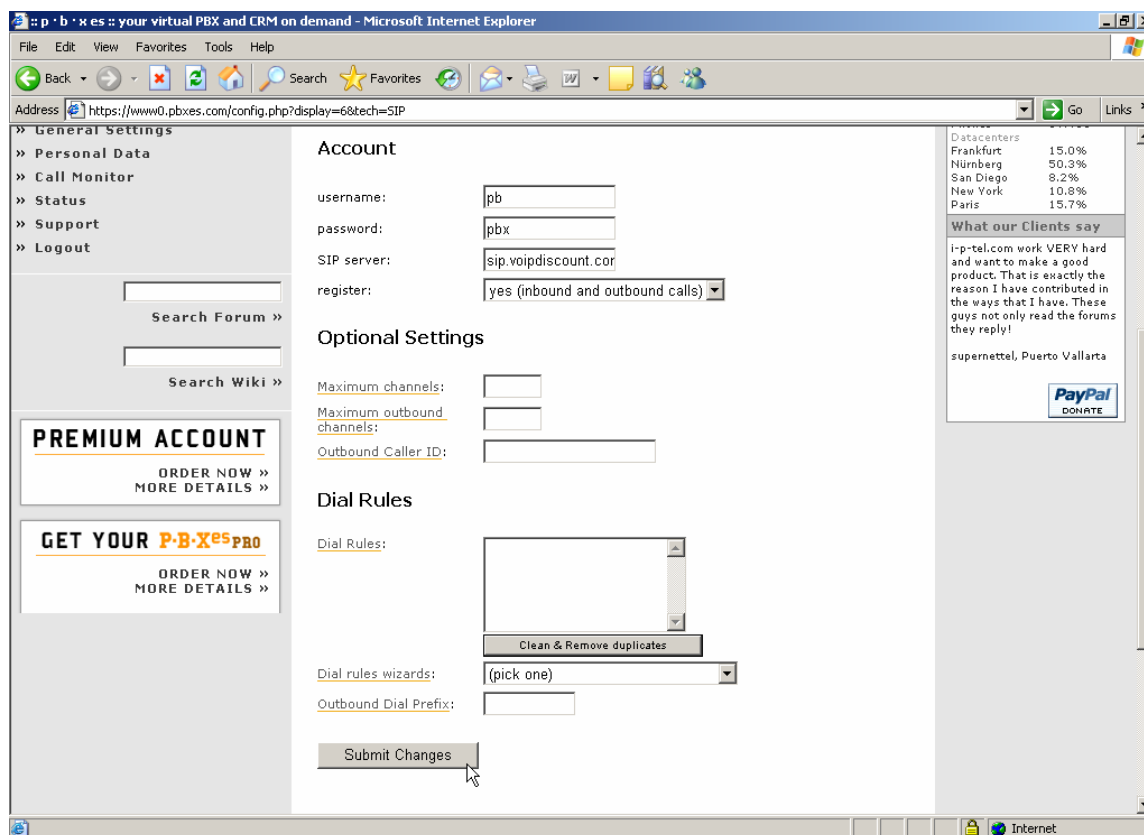 :: p · b · x es :: your virtual PBX and CRM on demand - Microsoft Internet Explorer
File Edit View Favorites Tools Help
Back Search Favorites
Address https://www0.pbxes.com/config.php?display=6&tech=SIP Go Links
» General Settings
» Personal Data
» Call Monitor
» Status
» Support
» Logout
Search Forum »
Search Wiki »
PREMIUM ACCOUNT
ORDER NOW »
MORE DETAILS »
GET YOUR P·B·Xes PRO
ORDER NOW »
MORE DETAILS »
Account
username: pb
password: pbx
SIP server: sip.voipdiscount.cor
register: yes (inbound and outbound calls)
Optional Settings
Maximum channels:
Maximum outbound
channels:
Outbound Caller ID:
Dial Rules
Dial Rules:
Clean & Remove duplicates
Dial rules wizards: (pick one)
Outbound Dial Prefix:
Submit Changes
Datacenters
Frankfurt 15.0%
Nürnberg 50.3%
San Diego 8.2%
New York 10.8%
Paris 15.7%
What our Clients say
i-p-tel.com work VERY hard
and want to make a good
product. That is exactly the
reason I have contributed in
the ways that I have. These
guys not only read the forums
they reply!
supernettel, Puerto Vallarta
PayPal
DONATE
Internet